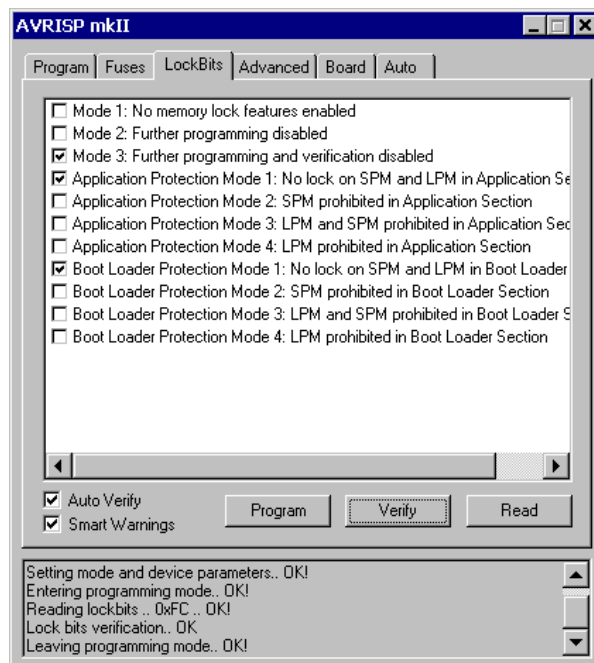 AVRISP mkII
Program Fuses LockBits Advanced Board Auto
Mode 1: No memory lock features enabled
Mode 2: Further programming disabled
Mode 3: Further programming and verification disabled
Application Protection Mode 1: No lock on SPM and LPM in Application Se
Application Protection Mode 2: SPM prohibited in Application Section
Application Protection Mode 3: LPM and SPM prohibited in Application Sec
Application Protection Mode 4: LPM prohibited in Application Section
Boot Loader Protection Mode 1: No lock on SPM and LPM in Boot Loader
Boot Loader Protection Mode 2: SPM prohibited in Boot Loader Section
Boot Loader Protection Mode 3: LPM and SPM prohibited in Boot Loader S
Boot Loader Protection Mode 4: LPM prohibited in Boot Loader Section
Auto Verify
Smart Warnings
Program Verify Read
Setting mode and device parameters.. OK!
Entering programming mode.. OK!
Reading lockbits .. 0xFC .. OK!
Lock bits verification.. OK
Leaving programming mode.. OK!